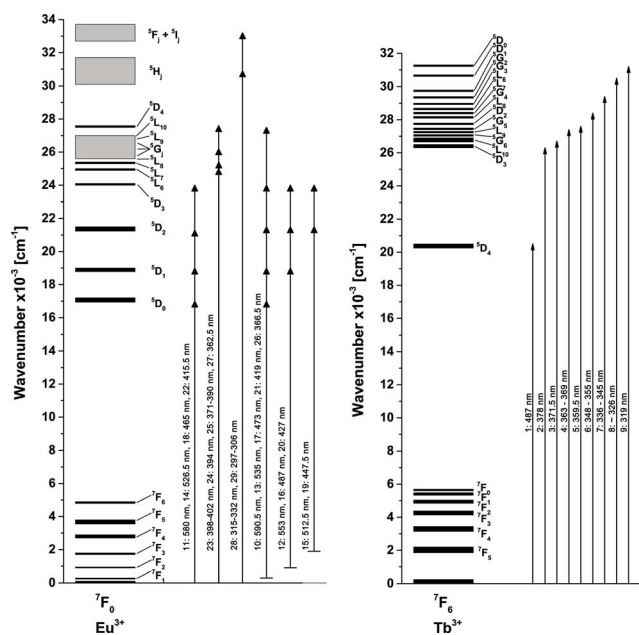 Wavenumber x10⁻³ [cm⁻¹]
34
32
30
28
26
24
22
20
18
16
14
12
10
8
6
4
2
0
⁵Fⱼ + ⁵Iⱼ
⁵Hⱼ
⁵D₄
⁵L₁₀
⁵L₉
⁵Gⱼ
⁵L₈
⁵L₇
⁵L₆
⁵D₃
⁵D₂
⁵D₁
⁵D₀
⁷F₆
⁷F₅
⁷F₄
⁷F₃
⁷F₂
⁷F₁
⁷F₀
Eu³⁺
11: 580 nm, 14: 526.5 nm, 18: 465 nm, 22: 415.5 nm
23: 398-402 nm, 24: 394 nm, 25: 371-390 nm, 27: 362.5 nm
28: 315-332 nm, 29: 297-306 nm
10: 590.5 nm, 13: 535 nm, 17: 473 nm, 21: 419 nm, 26: 366.5 nm
12: 553 nm, 16: 487 nm, 20: 427 nm
15: 512.5 nm, 19: 447.5 nm
Wavenumber x10⁻³ [cm⁻¹]
32
30
28
26
24
22
20
18
16
14
12
10
8
6
4
2
0
⁵D₀
⁵D₁
⁵G₂
⁵G₃
⁵L₆
⁵L₇
⁵G₄
⁵L₈
⁵D₂
⁵G₅
⁵L₉
⁵G₆
⁵L₁₀
⁵D₃
⁵D₄
⁷F₀
⁷F₁
⁷F₂
⁷F₃
⁷F₄
⁷F₅
⁷F₆
Tb³⁺
1: 487 nm
2: 378 nm
3: 371.5 nm
4: 363 - 369 nm
5: 359.5 nm
6: 348 - 355 nm
7: 336 - 345 nm
8: ~ 326 nm
9: 319 nm